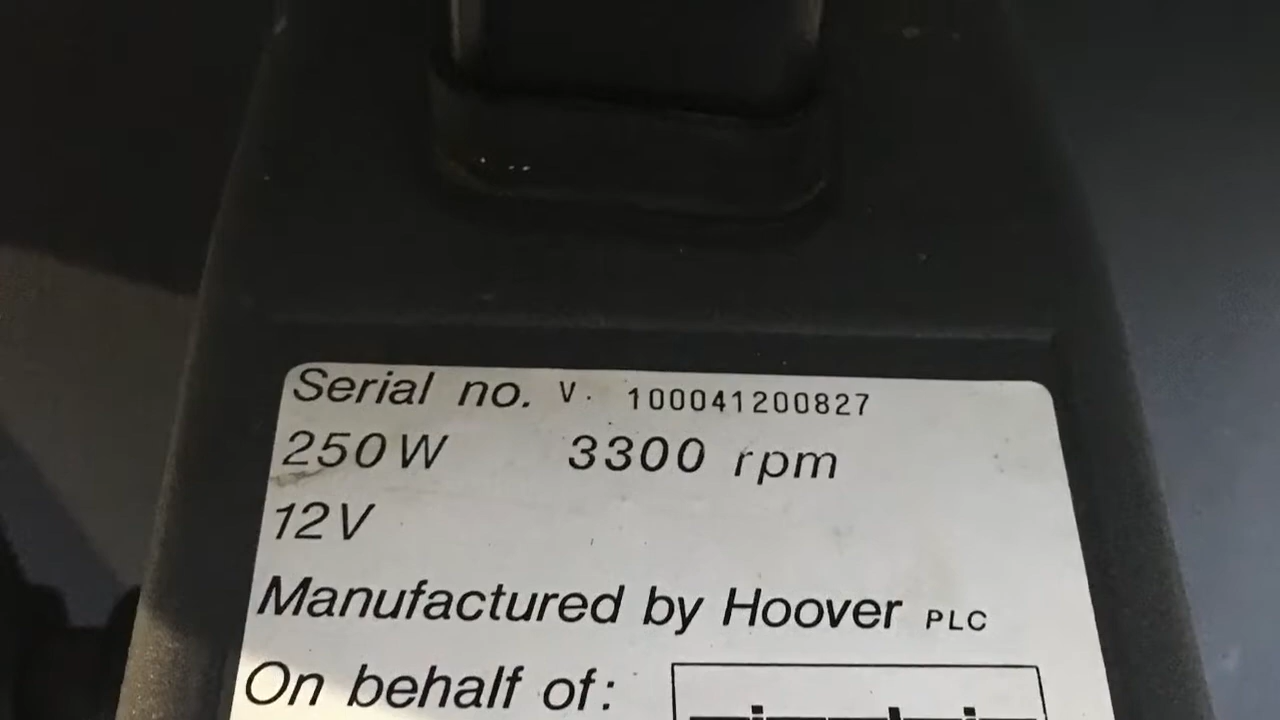 Serial no. V. 100041200827
250W 3300 rpm
12V
Manufactured by Hoover PLC
On behalf of: